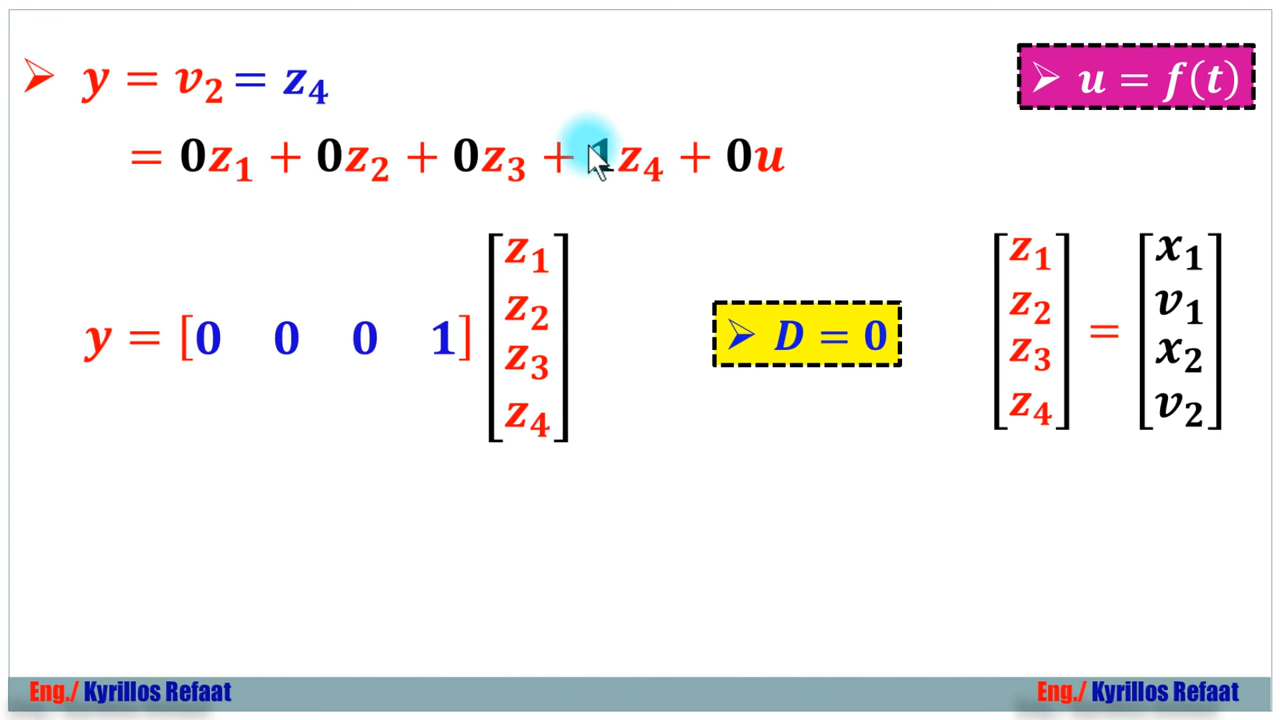 ➢ y = v₂ = z₄
= 0z₁ + 0z₂ + 0z₃ + 1z₄ + 0u
➢ u = f(t)
y = [0 0 0 1] [z₁ z₂ z₃ z₄]
➢ D = 0
[z₁ z₂ z₃ z₄] = [x₁ v₁ x₂ v₂]
Eng./ Kyrillos Refaat
Eng./ Kyrillos Refaat